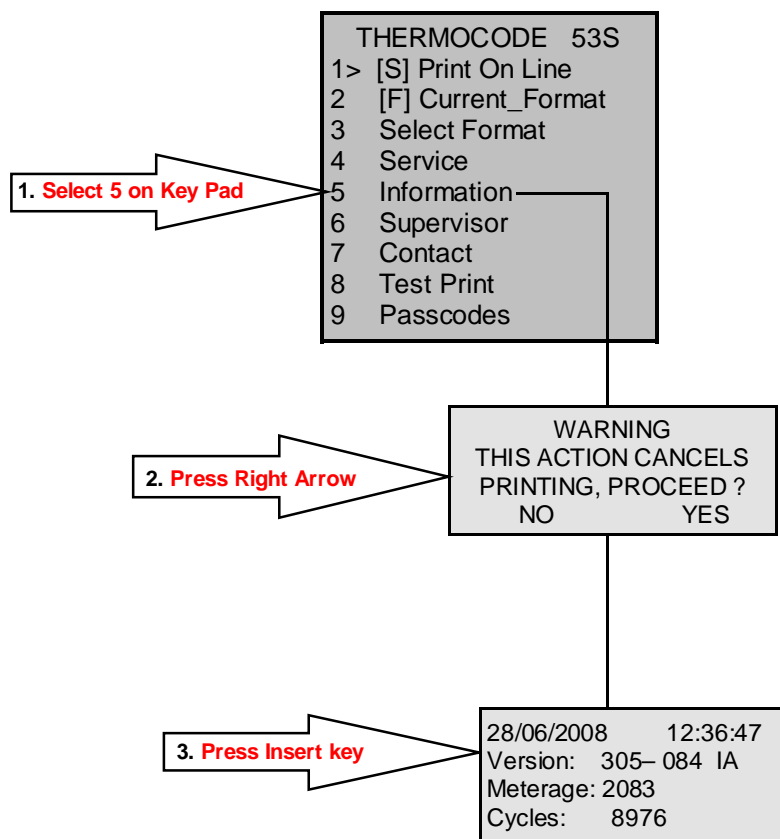 THERMOCODE 53S
1> [S] Print On Line
2 [F] Current_Format
3 Select Format
4 Service
1. Select 5 on Key Pad
5 Information
6 Supervisor
7 Contact
8 Test Print
9 Passcodes
WARNING
THIS ACTION CANCELS
PRINTING, PROCEED ?
NO YES
2. Press Right Arrow
28/06/2008 12:36:47
Version: 305– 084 IA
Meterage: 2083
Cycles: 8976
3. Press Insert key